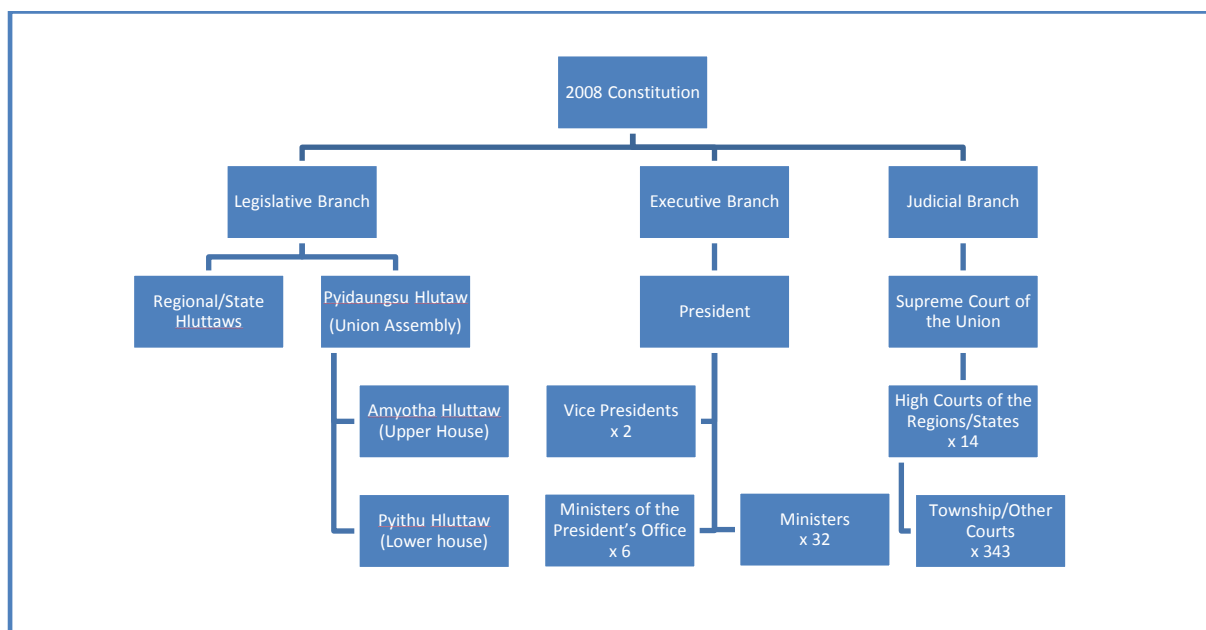 2008 Constitution
Legislative Branch
Executive Branch
Judicial Branch
Regional/State
Hluttaws
Pyidaungsu Hlutaw
(Union Assembly)
President
Supreme Court of
the Union
Amyotha Hluttaw
(Upper House)
Vice Presidents
x 2
High Courts of the
Regions/States
x 14
Pyithu Hluttaw
(Lower house)
Ministers of the
President’s Office
x 6
Ministers
x 32
Township/Other
Courts
x 343